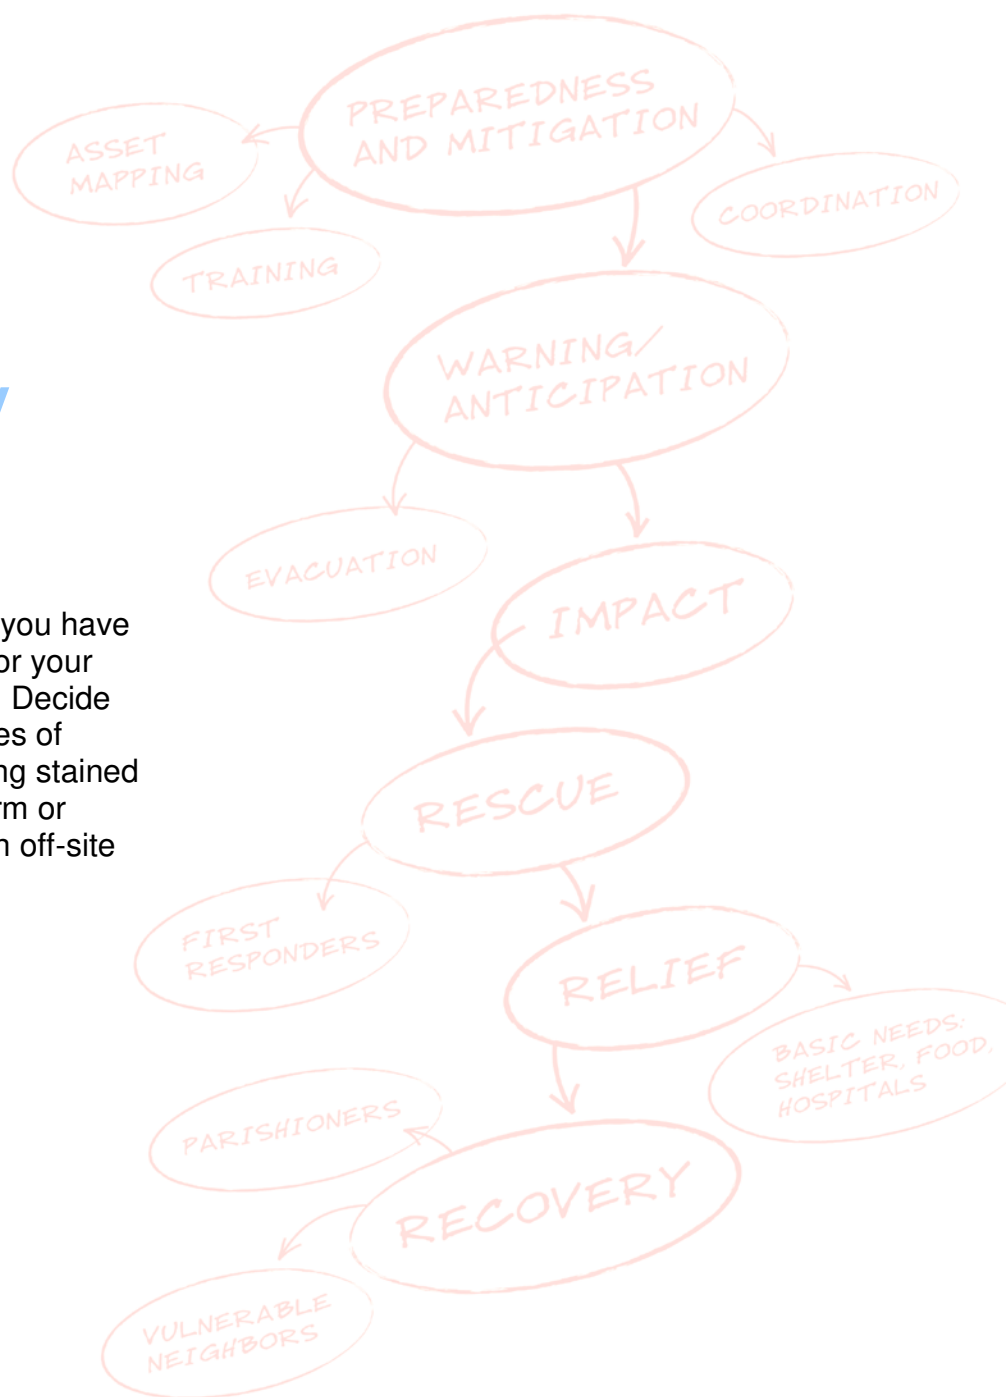 PREPAREDNESS
AND MITIGATION
ASSET
MAPPING
TRAINING
COORDINATION
WARNING/
ANTICIPATION
EVACUATION
IMPACT
you have
or your
Decide
es of
ng stained
rm or
n off-site
RESCUE
FIRST
RESPONDERS
RELIEF
BASIC NEEDS:
SHELTER, FOOD,
HOSPITALS
PARISHIONERS
RECOVERY
VULNERABLE
NEIGHBORS